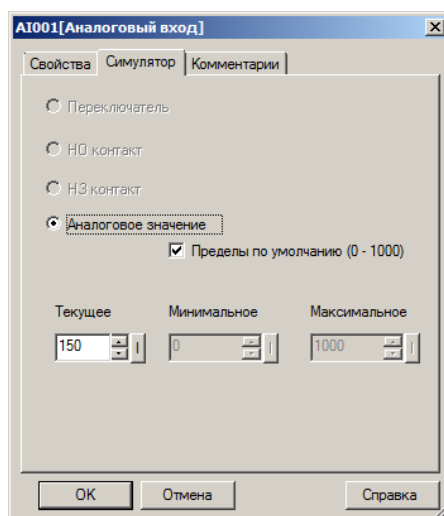 AI001[Аналоговый вход]
Свойства Симулятор Комментарии
Переключатель
НО контакт
НЗ контакт
Аналоговое значение
Пределы по умолчанию (0 - 1000)
Текущее Минимальное Максимальное
150 0 1000
OK Отмена Справка